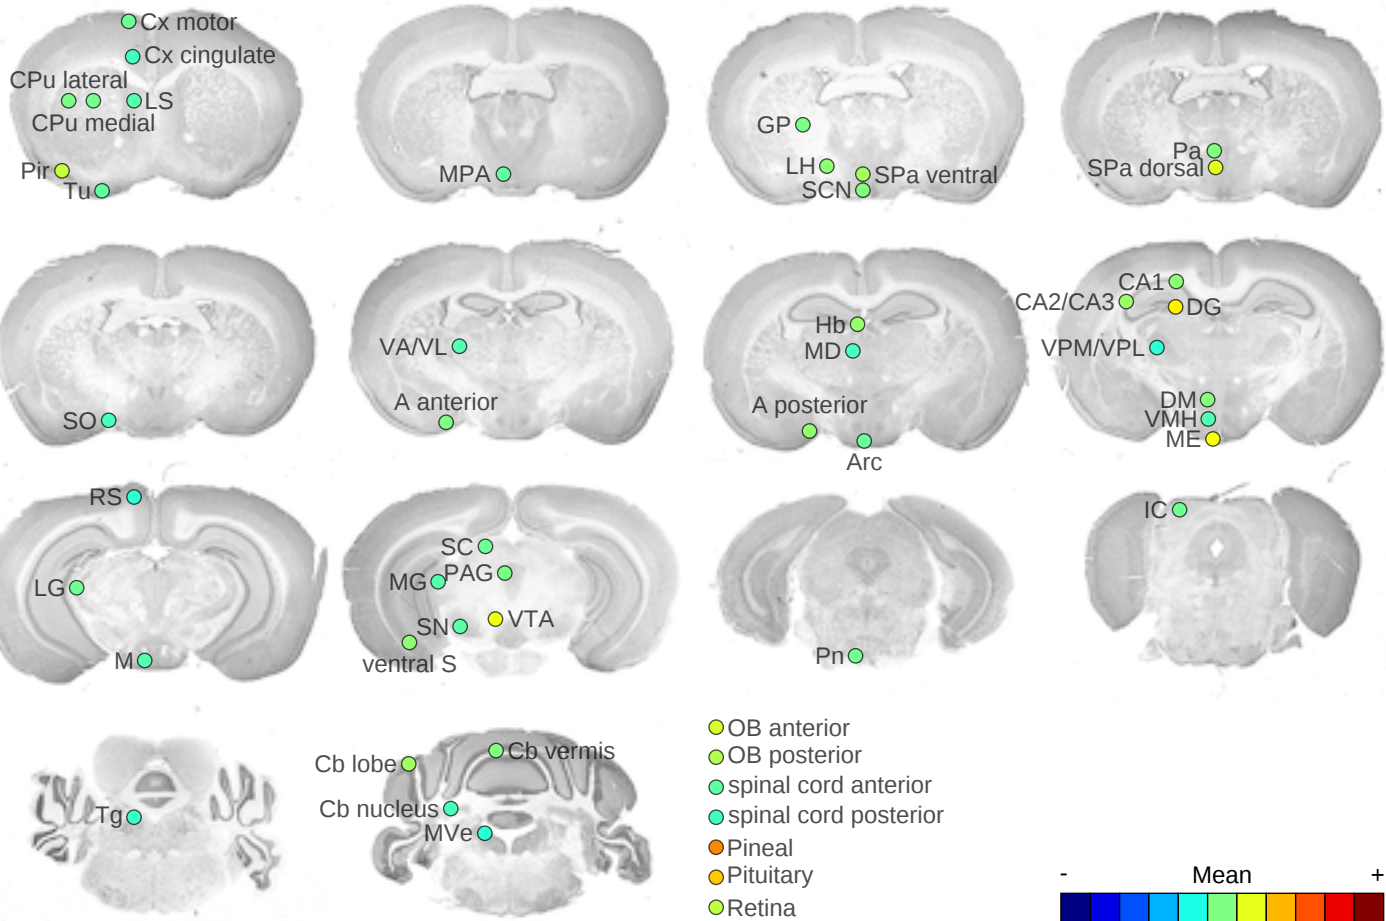 Cx motor
Cx cingulate
CPu lateral
LS
CPu medial
Pir
Tu
MPA
GP
LH
SPa ventral
SCN
Pa
SPa dorsal
SO
VA/VL
A anterior
Hb
MD
A posterior
Arc
CA1
CA2/CA3
DG
VPM/VPL
DM
VMH
ME
RS
LG
M
SC
PAG
MG
VTA
SN
ventral S
Pn
IC
Tg
Cb vermis
Cb lobe
Cb nucleus
MVe
OB anterior
OB posterior
spinal cord anterior
spinal cord posterior
Pineal
Pituitary
Retina
- Mean +